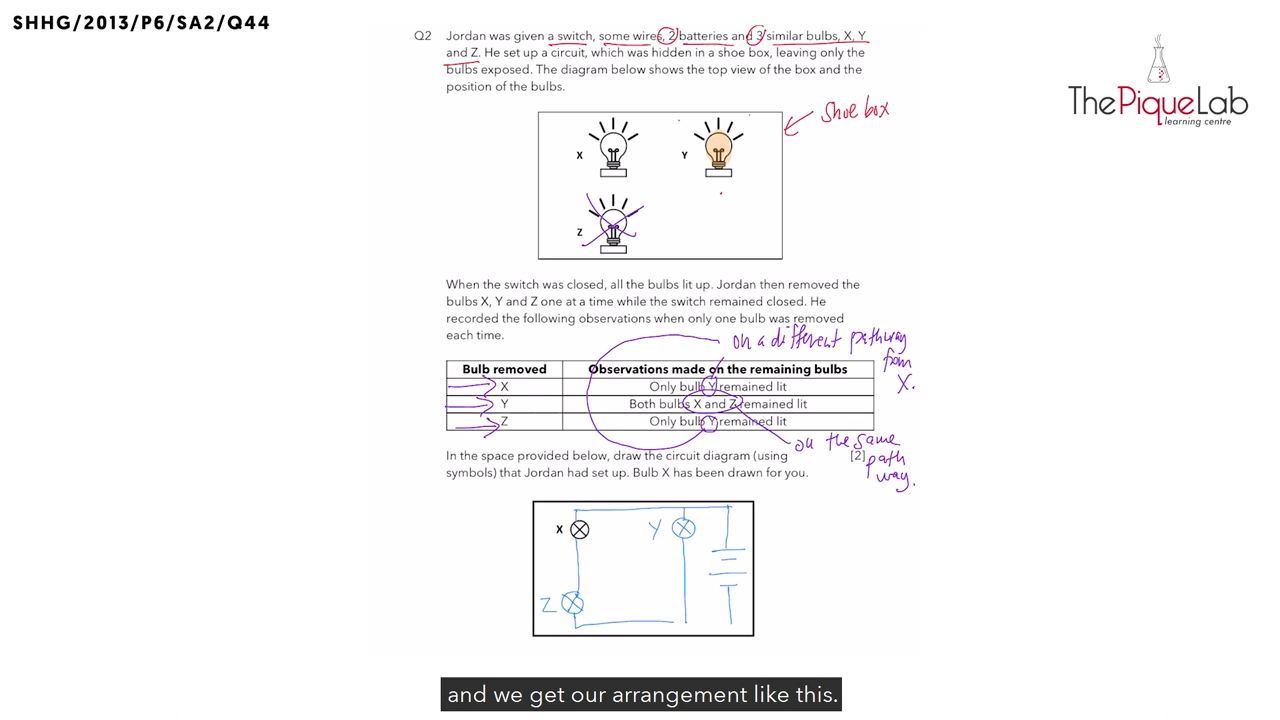 SHHG/2013/P6/SA2/Q44
Q2 Jordan was given a switch, some wires, 2 batteries and 3 similar bulbs, X, Y
and Z. He set up a circuit, which was hidden in a shoe box, leaving only the
bulbs exposed. The diagram below shows the top view of the box and the
position of the bulbs.
ThePiqueLab
learning centre
shoe box
X
Y
Z
When the switch was closed, all the bulbs lit up. Jordan then removed the
bulbs X, Y and Z one at a time while the switch remained closed. He
recorded the following observations when only one bulb was removed
each time.
on a different pathway
from
X.
Bulb removed Observations made on the remaining bulbs
X Only bulb Y remained lit
Y Both bulbs X and Z remained lit
Z Only bulb Y remained lit
on the same
path
way.
In the space provided below, draw the circuit diagram (using [2]
symbols) that Jordan had set up. Bulb X has been drawn for you.
X
Y
Z
and we get our arrangement like this.